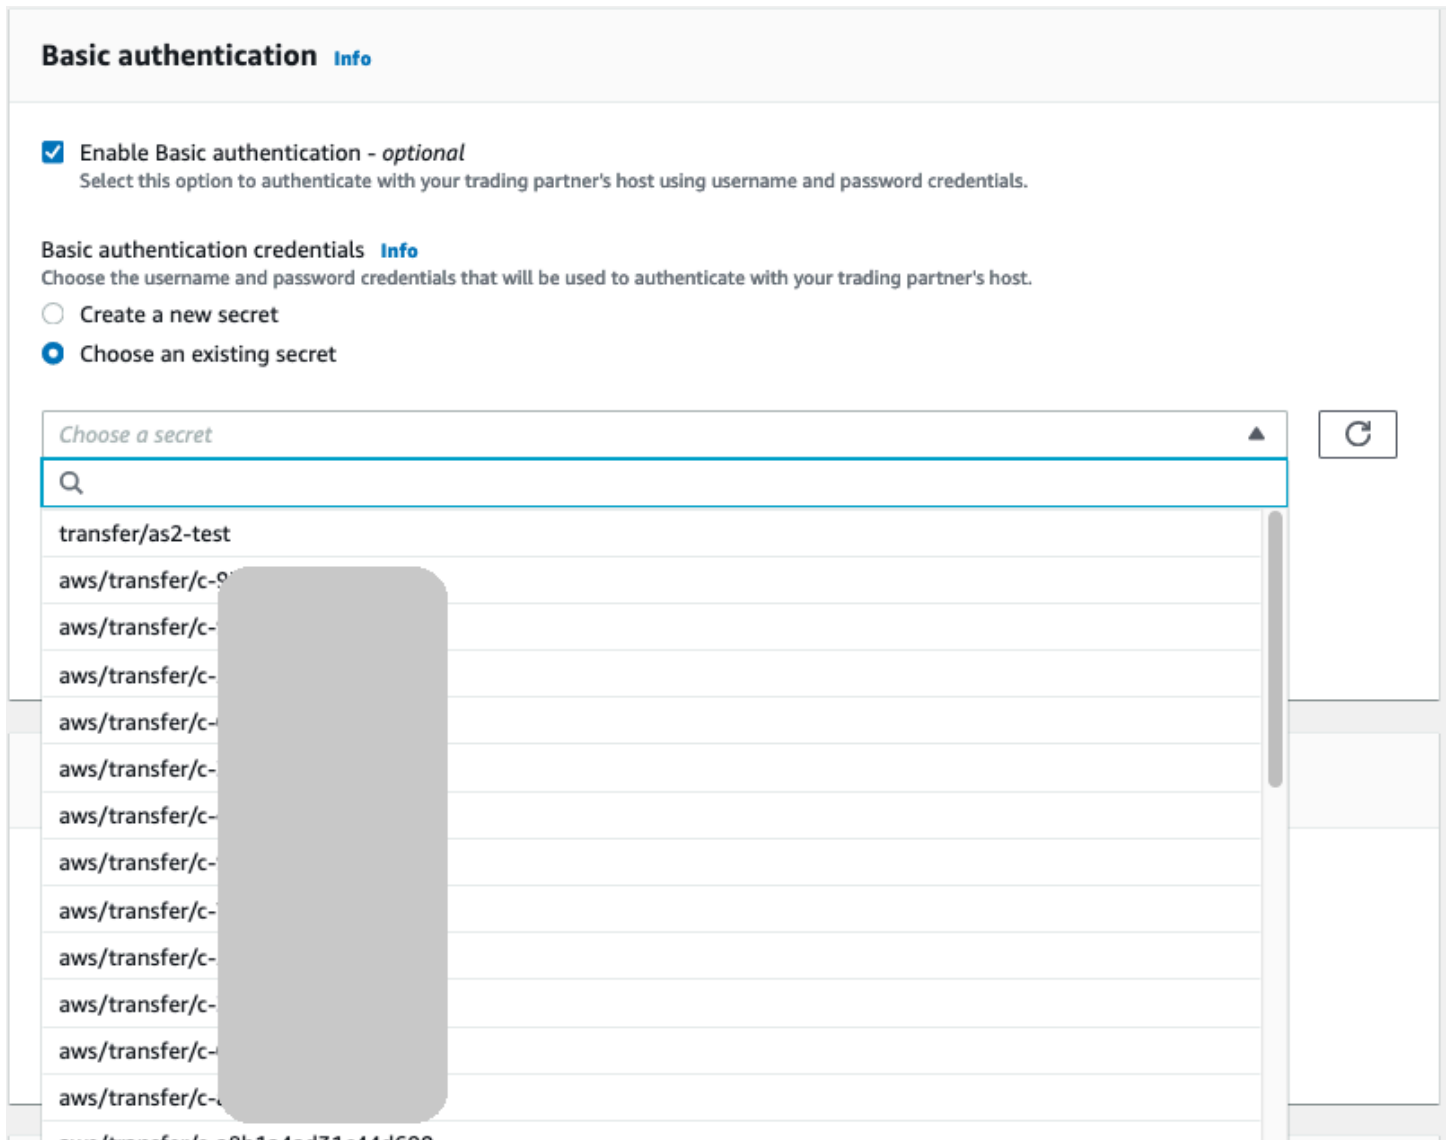 Basic authentication Info
Enable Basic authentication - optional
Select this option to authenticate with your trading partner's host using username and password credentials.
Basic authentication credentials Info
Choose the username and password credentials that will be used to authenticate with your trading partner's host.
Create a new secret
Choose an existing secret
Choose a secret
transfer/as2-test
aws/transfer/c-9
aws/transfer/c-
aws/transfer/c-
aws/transfer/c-
aws/transfer/c-
aws/transfer/c-
aws/transfer/c-
aws/transfer/c-
aws/transfer/c-
aws/transfer/c-
aws/transfer/c-
aws/transfer/c-